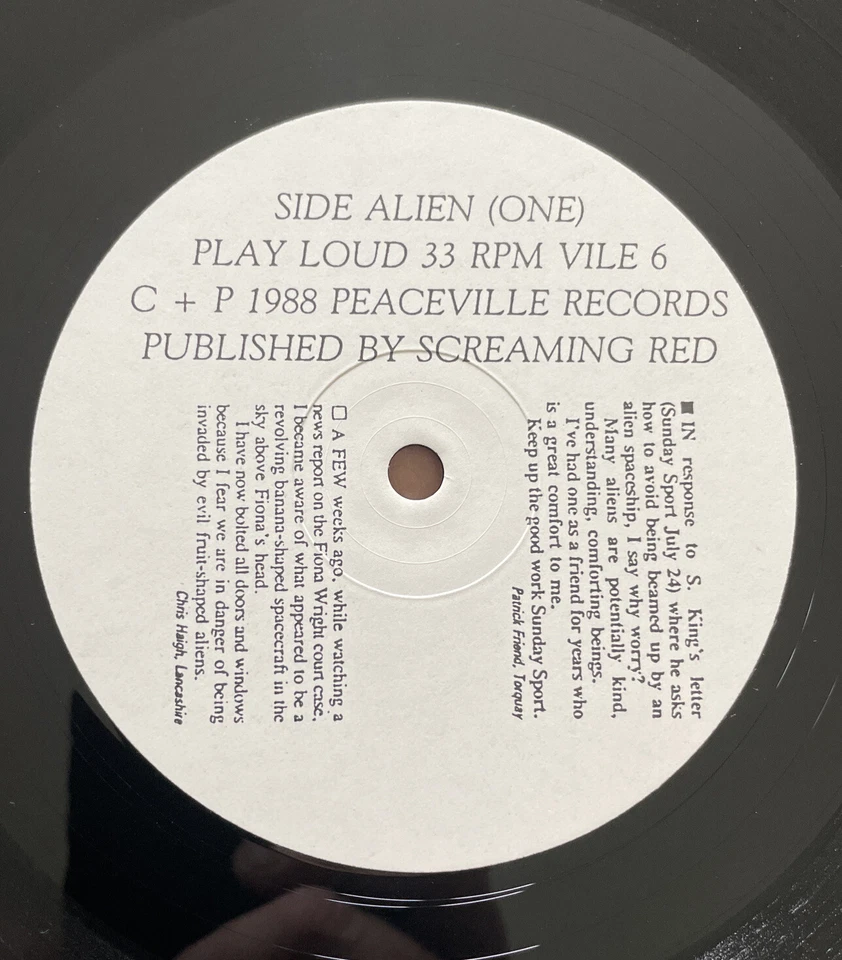 SIDE ALIEN (ONE)
PLAY LOUD 33 RPM VILE 6
C + P 1988 PEACEVILLE RECORDS
PUBLISHED BY SCREAMING RED
■ IN response to S. King's letter
(Sunday Sport July 24) where he asks
how to avoid being beamed up by an
alien spaceship, I say why worry?
Many aliens are potentially kind,
understanding, comforting beings.
I've had one as a friend for years who
is a great comfort to me.
Keep up the good work Sunday Sport.
Patrick Friend, Torquay
□ A FEW weeks ago, while watching a
news report on the Fiona Wright court case,
I became aware of what appeared to be a
revolving banana-shaped spacecraft in the
sky above Fiona's head.
I have now bolted all doors and windows
because I fear we are in danger of being
invaded by evil fruit-shaped aliens.
Chris Haigh, Lancashire